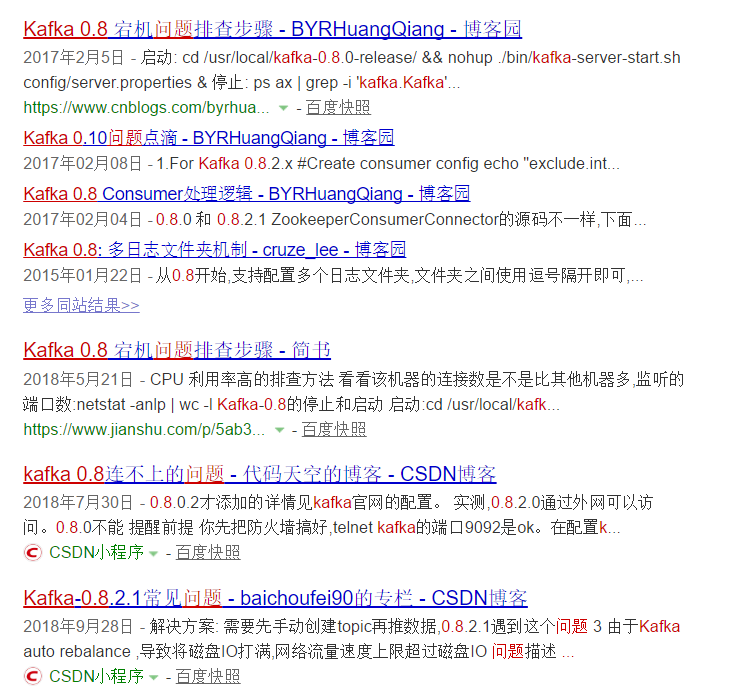 Kafka 0.8 宕机问题排查步骤 - BYRHuangQiang - 博客园
2017年2月5日 - 启动: cd /usr/local/kafka-0.8.0-release/ && nohup ./bin/kafka-server-start.sh
config/server.properties & 停止: ps ax | grep -i 'kafka.Kafka'...
https://www.cnblogs.com/byrhua... - 百度快照
Kafka 0.10问题点滴 - BYRHuangQiang - 博客园
2017年02月08日 - 1.For Kafka 0.8.2.x #Create consumer config echo "exclude.int...
Kafka 0.8 Consumer处理逻辑 - BYRHuangQiang - 博客园
2017年02月04日 - 0.8.0 和 0.8.2.1 ZookeeperConsumerConnector的源码不一样,下面...
Kafka 0.8: 多日志文件夹机制 - cruze_lee - 博客园
2015年01月22日 - 从0.8开始,支持配置多个日志文件夹,文件夹之间使用逗号隔开即可,...
更多同站结果>>
Kafka 0.8 宕机问题排查步骤 - 简书
2018年5月21日 - CPU 利用率高的排查方法 看看该机器的连接数是不是比其他机器多,监听的
端口数:netstat -anlp | wc -l Kafka-0.8的停止和启动 启动:cd /usr/local/kafk...
https://www.jianshu.com/p/5ab3... - 百度快照
kafka 0.8连不上的问题 - 代码天空的博客 - CSDN博客
2018年7月30日 - 0.8.0.2才添加的详情见kafka官网的配置。 实测,0.8.2.0通过外网可以访
问。0.8.0不能 提醒前提 你先把防火墙搞好,telnet kafka的端口9092是ok。在配置k...
CSDN小程序 - 百度快照
Kafka-0.8.2.1常见问题 - baichoufei90的专栏 - CSDN博客
2018年9月28日 - 解决方案: 需要先手动创建topic再推数据,0.8.2.1遇到这个问题 3 由于Kafka
auto rebalance ,导致将磁盘IO打满,网络流量速度上限超过磁盘IO 问题描述 ...
CSDN小程序 - 百度快照